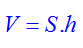 V = S.h